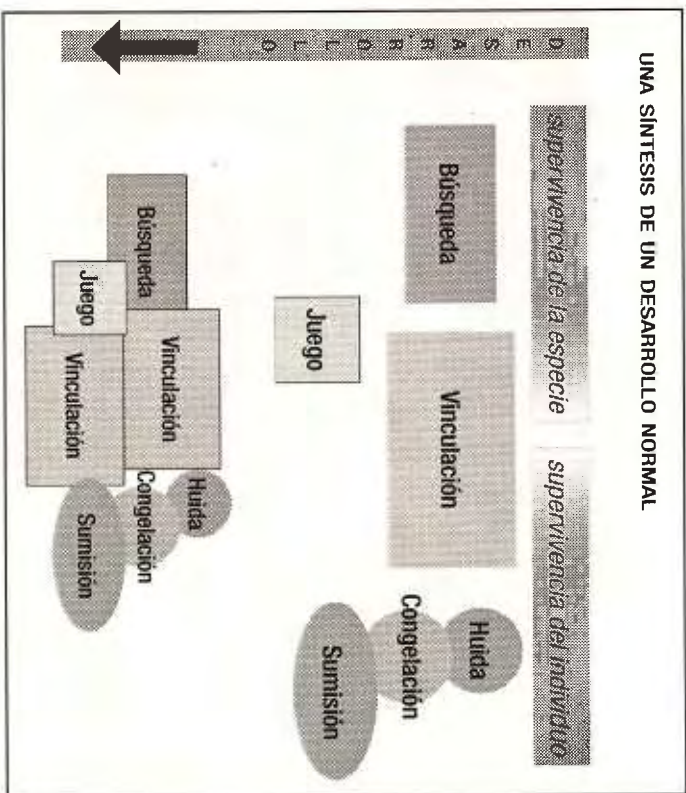 UNA SÍNTESIS DE UN DESARROLLO NORMAL
DESARROLLO
supervivencia de la especie
supervivencia del individuo
Búsqueda
Vinculación
Huida
Congelación
Sumisión
Juego
Búsqueda
Vinculación
Huida
Congelación
Juego
Vinculación
Sumisión